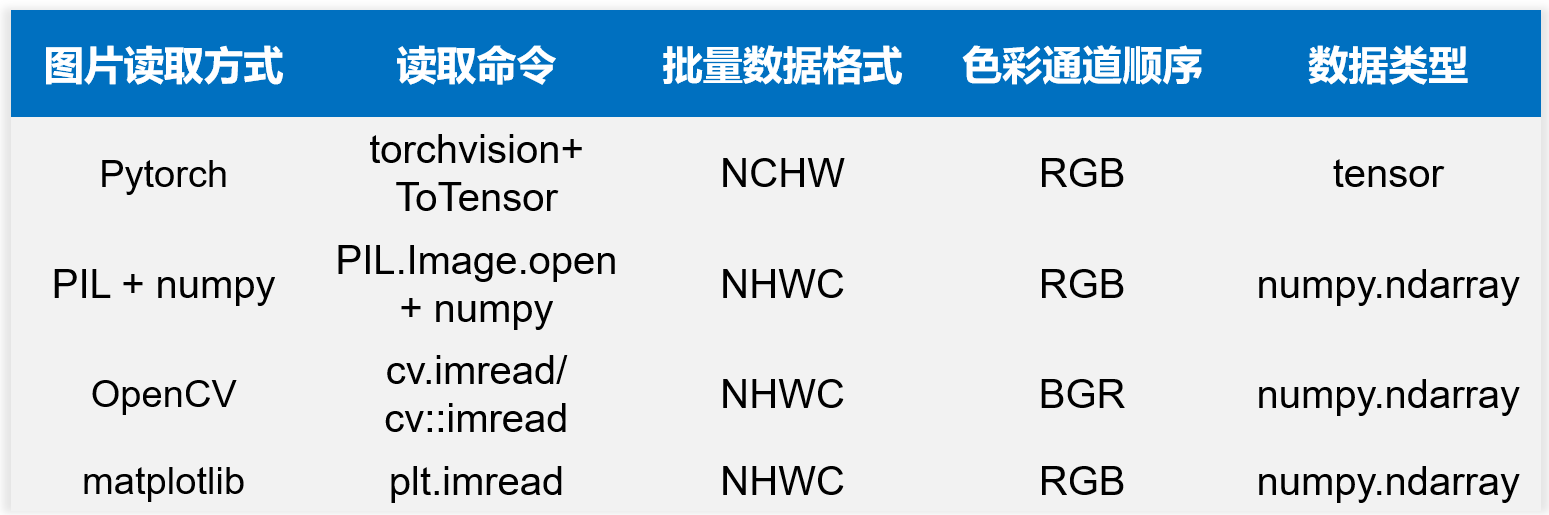 图片读取方式 读取命令 批量数据格式 色彩通道顺序 数据类型
Pytorch torchvision+ ToTensor NCHW RGB tensor
PIL + numpy PIL.Image.open + numpy NHWC RGB numpy.ndarray
OpenCV cv.imread/ cv::imread NHWC BGR numpy.ndarray
matplotlib plt.imread NHWC RGB numpy.ndarray